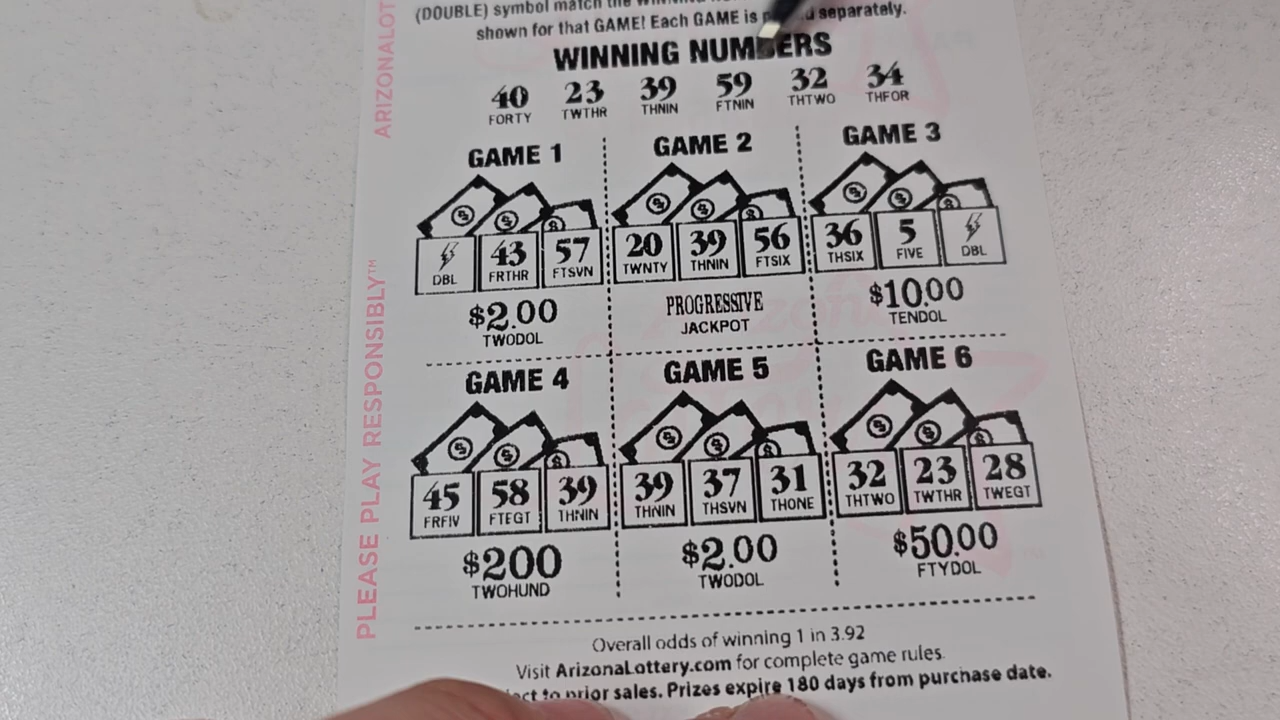 ARIZONALOT
PLEASE PLAY RESPONSIBLY™
(DOUBLE) symbol match the
shown for that GAME! Each GAME is separately.
WINNING NUMBERS
40 23 39 59 32 34
FORTY TWTHR THNIN FTNIN THTWO THFOR
GAME 1 GAME 2 GAME 3
43 57 20 39 56 36 5
DBL FRTHR FTSVN TWNTY THNIN FTSIX THSIX FIVE DBL
$2.00 PROGRESSIVE $10.00
TWODOL JACKPOT TENDOL
GAME 4 GAME 5 GAME 6
45 58 39 39 37 31 32 23 28
FRFIV FTEGT THNIN THNIN THSVN THONE THTWO TWTHR TWEGT
$200 $2.00 $50.00
TWOHUND TWODOL FTYDOL
Overall odds of winning 1 in 3.92
Visit ArizonaLottery.com for complete game rules.
to prior sales. Prizes expire 180 days from purchase date.